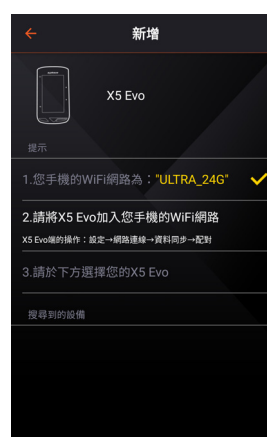 新增
X5 Evo
提示
1.您手機的WiFi網路為："ULTRA_24G"
2.請將X5 Evo加入您手機的WiFi網路
X5 Evo端的操作：設定→網路連線→資料同步→配對
3.請於下方選擇您的X5 Evo
搜尋到的設備